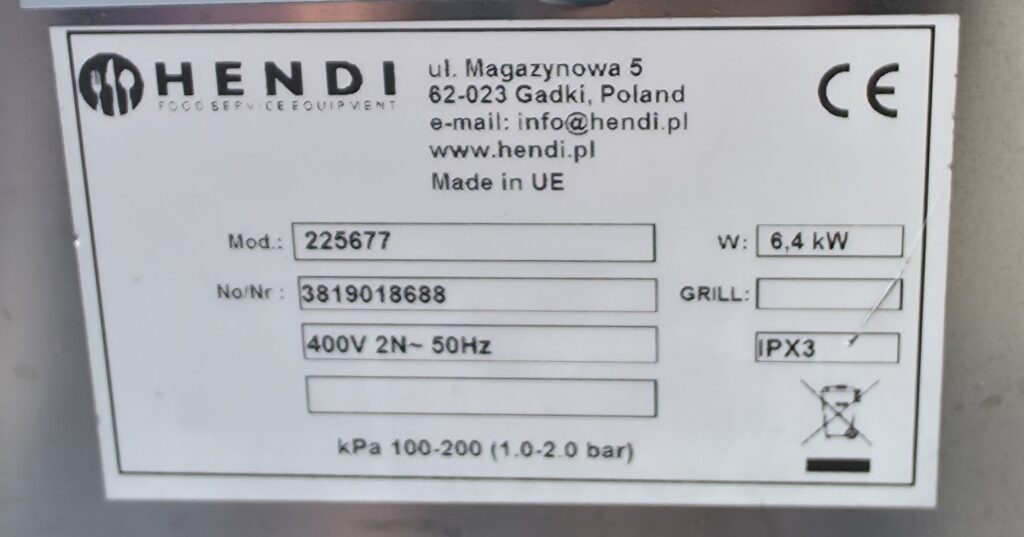 HENDI
FOOD SERVICE EQUIPMENT
ul. Magazynowa 5
62-023 Gadki, Poland
e-mail: info@hendi.pl
www.hendi.pl
Made in UE
CE
Mod.: 225677
W: 6,4 kW
No/Nr : 3819018688
GRILL:
400V 2N~ 50Hz
IPX3
kPa 100-200 (1.0-2.0 bar)